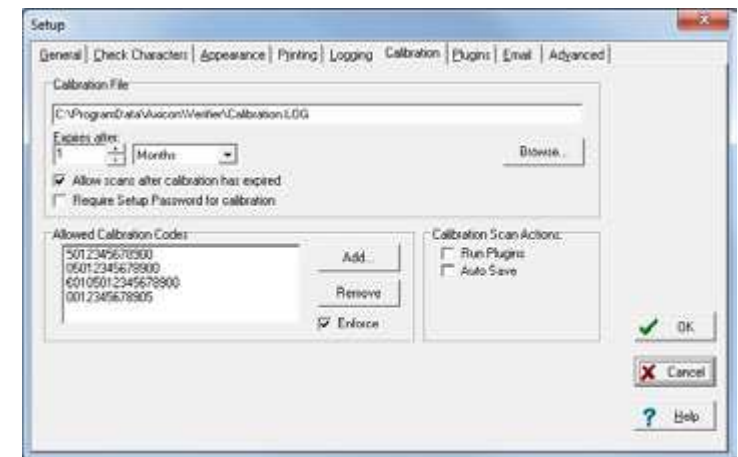 Setup
General Check Characters Appearance Printing Logging Calibration Plugins Email Advanced
Calibration File
C:\ProgramData\Axicon\Verifier\Calibration.LOG
Expires after:
1 Months
Browse...
Allow scans after calibration has expired
Require Setup Password for calibration
Allowed Calibration Codes
5012345678900
05012345678900
60105012345678900
0012345678905
Add...
Remove
Enforce
Calibration Scan Actions:
Run Plugins
Auto Save
OK
Cancel
Help